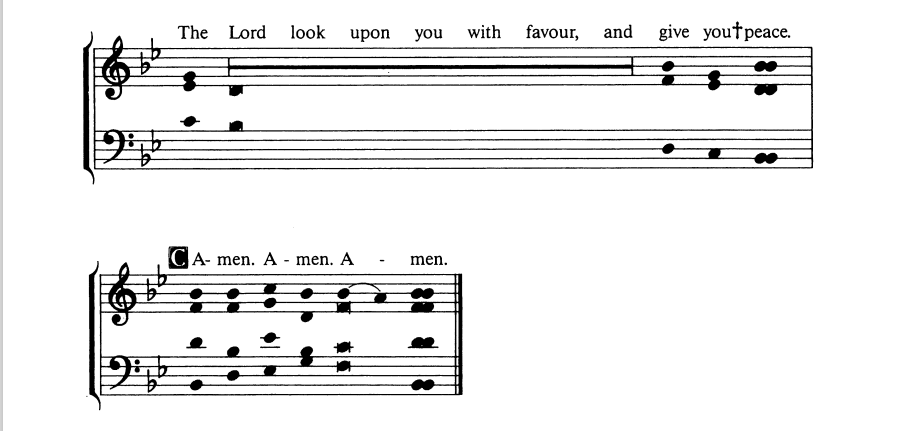 The Lord look upon you with favour, and give you†peace.
C A- men. A - men. A - men.